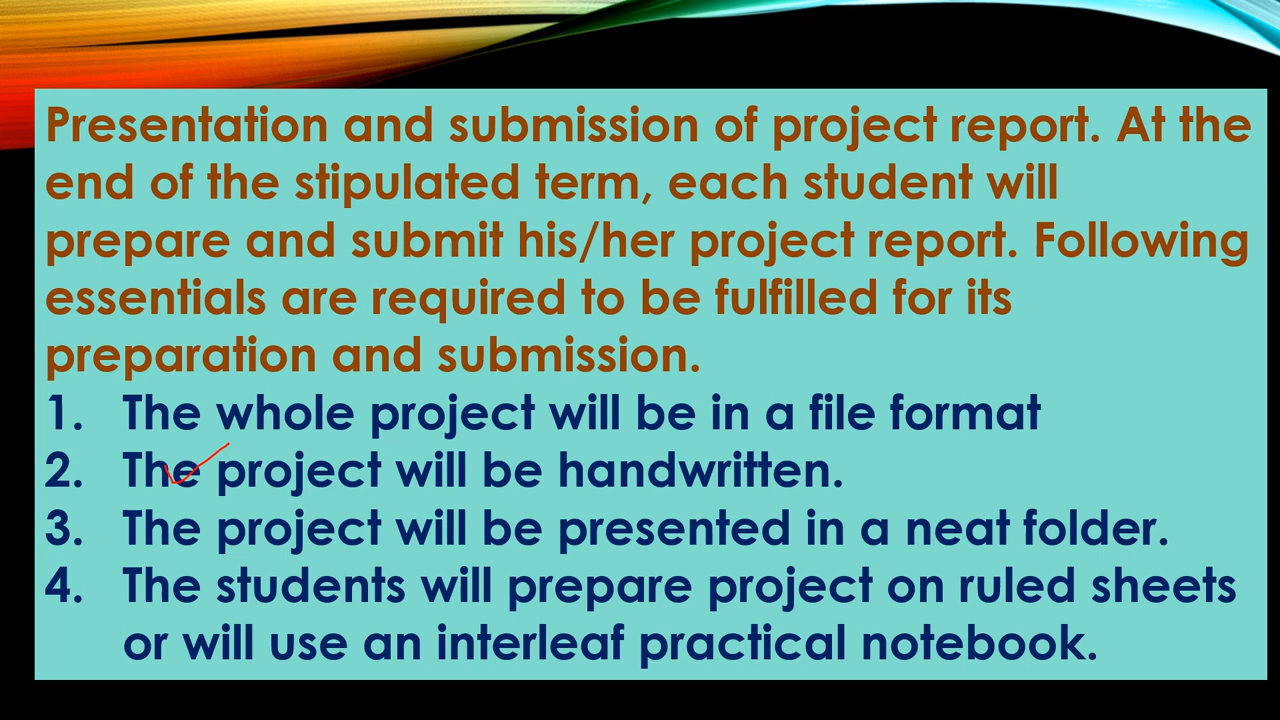 Presentation and submission of project report. At the
end of the stipulated term, each student will
prepare and submit his/her project report. Following
essentials are required to be fulfilled for its
preparation and submission.
1. The whole project will be in a file format
2. The project will be handwritten.
3. The project will be presented in a neat folder.
4. The students will prepare project on ruled sheets
or will use an interleaf practical notebook.